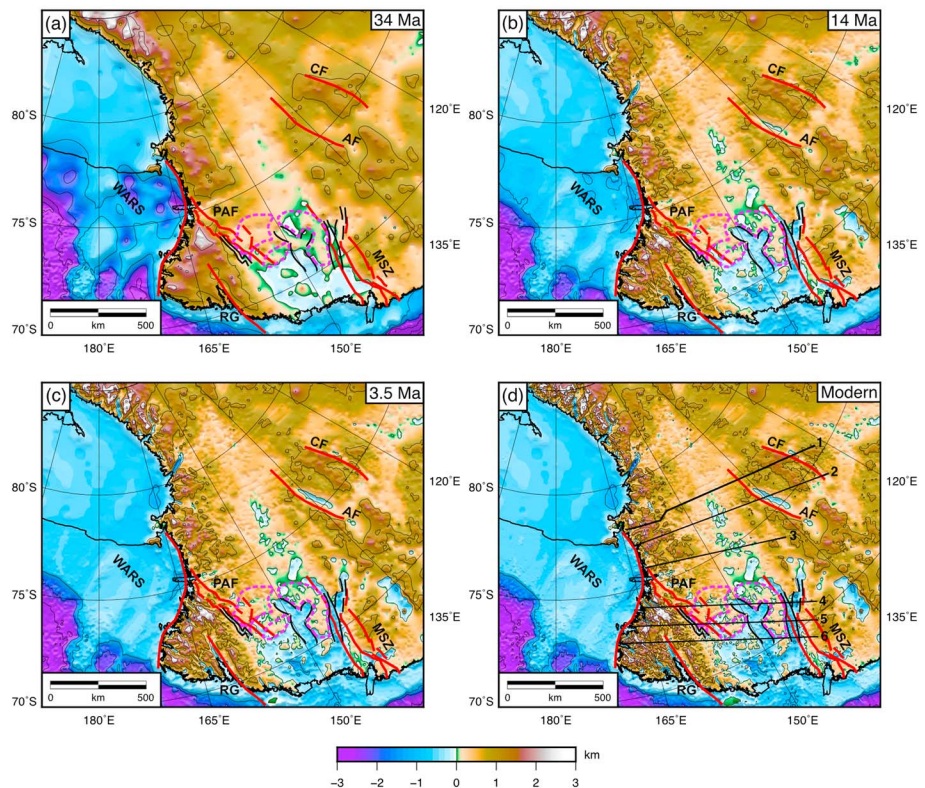 (a)
34 Ma
CF
AF
WARS
PAF
MSZ
RG
0
500
km
80°S
75°S
70°S
120°E
135°E
180°E
165°E
150°E
(b)
14 Ma
CF
AF
WARS
PAF
MSZ
RG
0
500
km
80°S
75°S
70°S
120°E
135°E
180°E
165°E
150°E
(c)
3.5 Ma
CF
AF
WARS
PAF
MSZ
RG
0
500
km
80°S
75°S
70°S
120°E
135°E
180°E
165°E
150°E
(d)
Modern
CF
1
2
AF
3
WARS
PAF
4
5
MSZ
6
RG
0
500
km
80°S
75°S
70°S
120°E
135°E
180°E
165°E
150°E
km
−3 −2 −1 0 1 2 3